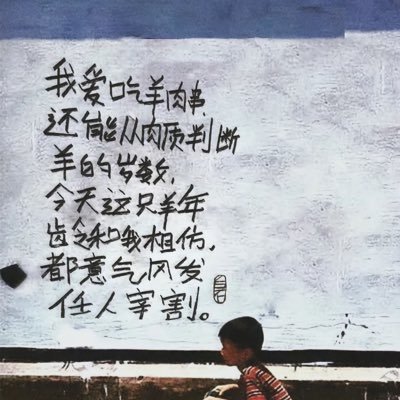 我爱吃羊肉串,
还能从肉质判断
羊的岁数,
今天这只羊年
龄和我相仿,
都意气风发
任人宰割。